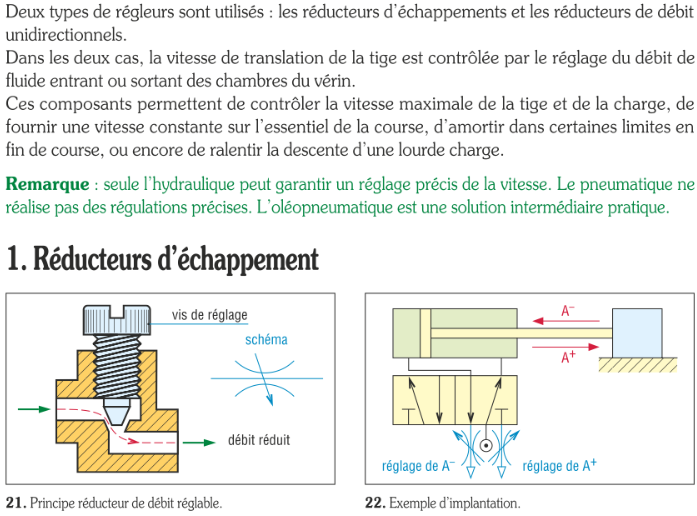 Deux types de régleurs sont utilisés : les réducteurs d'échappements et les réducteurs de débit
unidirectionnels.
Dans les deux cas, la vitesse de translation de la tige est contrôlée par le réglage du débit de
fluide entrant ou sortant des chambres du vérin.
Ces composants permettent de contrôler la vitesse maximale de la tige et de la charge, de
fournir une vitesse constante sur l'essentiel de la course, d'amortir dans certaines limites en
fin de course, ou encore de ralentir la descente d'une lourde charge.
Remarque : seule l'hydraulique peut garantir un réglage précis de la vitesse. Le pneumatique ne
réalise pas des régulations précises. L'oléopneumatique est une solution intermédiaire pratique.
1. Réducteurs d'échappement
vis de réglage
schéma
débit réduit
21. Principe réducteur de débit réglable.
A⁻
A⁺
réglage de A⁻
réglage de A⁺
22. Exemple d'implantation.